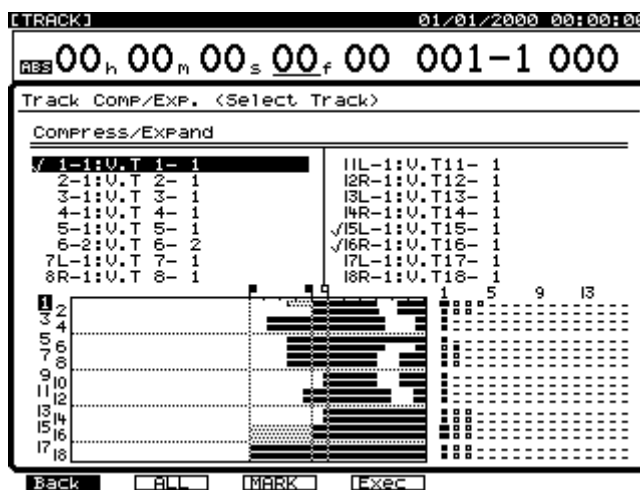 [TRACK] 01/01/2000 00:00:00
ABS 00h 00m 00s 00f 00 001-1 000
Track Comp/Exp. (Select Track)
Compress/Expand
√ 1-1:V.T 1- 1
2-1:V.T 2- 1
3-1:V.T 3- 1
4-1:V.T 4- 1
5-1:V.T 5- 1
6-2:V.T 6- 2
7L-1:V.T 7- 1
8R-1:V.T 8- 1
11L-1:V.T11- 1
12R-1:V.T12- 1
13L-1:V.T13- 1
14R-1:V.T14- 1
√15L-1:V.T15- 1
√16R-1:V.T16- 1
17L-1:V.T17- 1
18R-1:V.T18- 1
1 5 9 13
1
2
3
4
5
6
7
8
9
10
11
12
13
14
15
16
17
18
Back ALL MARK Exec